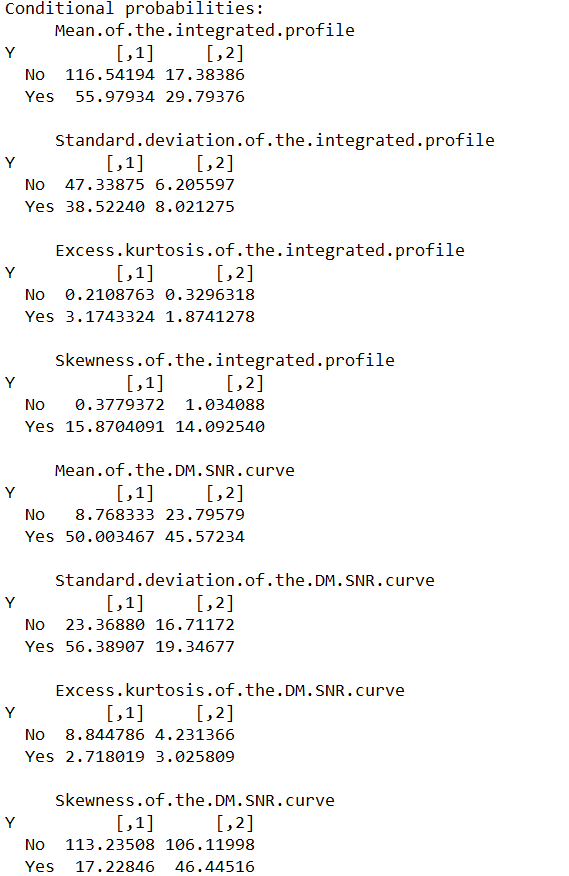 Conditional probabilities:
     Mean.of.the.integrated.profile
Y          [,1]     [,2]
  No  116.54194 17.38386
  Yes  55.97934 29.79376

     Standard.deviation.of.the.integrated.profile
Y         [,1]     [,2]
  No  47.33875 6.205597
  Yes 38.52240 8.021275

     Excess.kurtosis.of.the.integrated.profile
Y          [,1]      [,2]
  No  0.2108763 0.3296318
  Yes 3.1743324 1.8741278

     Skewness.of.the.integrated.profile
Y           [,1]      [,2]
  No   0.3779372  1.034088
  Yes 15.8704091 14.092540

     Mean.of.the.DM.SNR.curve
Y          [,1]     [,2]
  No   8.768333 23.79579
  Yes 50.003467 45.57234

     Standard.deviation.of.the.DM.SNR.curve
Y         [,1]     [,2]
  No  23.36880 16.71172
  Yes 56.38907 19.34677

     Excess.kurtosis.of.the.DM.SNR.curve
Y         [,1]     [,2]
  No  8.844786 4.231366
  Yes 2.718019 3.025809

     Skewness.of.the.DM.SNR.curve
Y          [,1]      [,2]
  No  113.23508 106.11998
  Yes  17.22846  46.44516